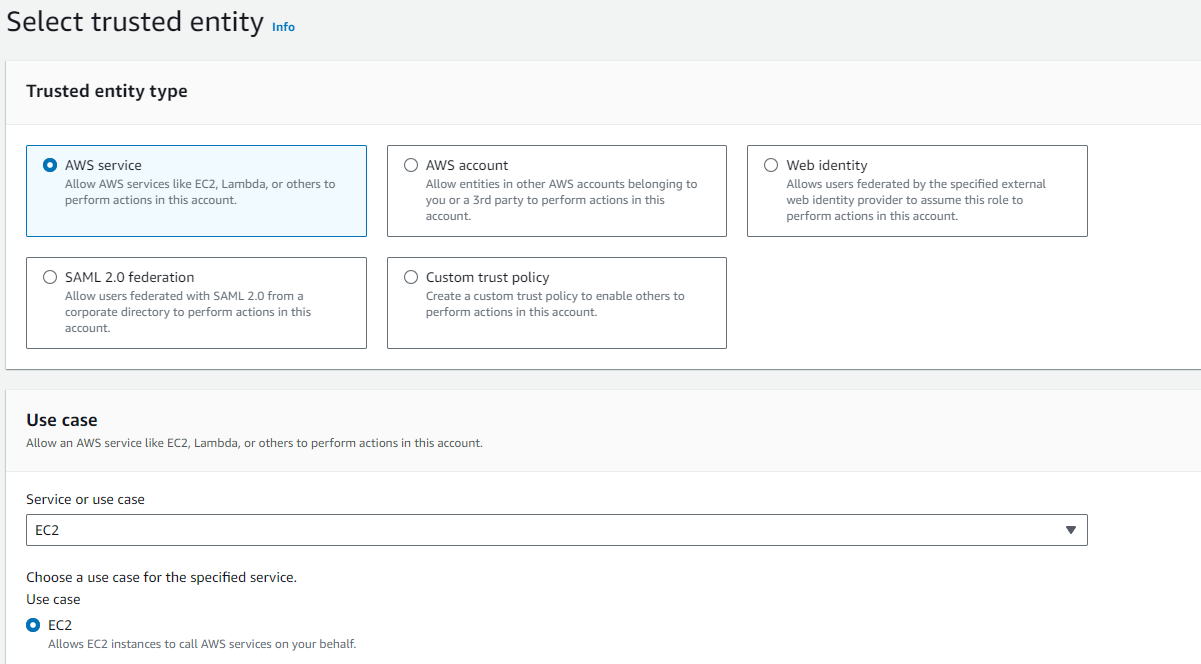 Select trusted entity Info
Trusted entity type
AWS service
Allow AWS services like EC2, Lambda, or others to
perform actions in this account.
AWS account
Allow entities in other AWS accounts belonging to
you or a 3rd party to perform actions in this
account.
Web identity
Allows users federated by the specified external
web identity provider to assume this role to
perform actions in this account.
SAML 2.0 federation
Allow users federated with SAML 2.0 from a
corporate directory to perform actions in this
account.
Custom trust policy
Create a custom trust policy to enable others to
perform actions in this account.
Use case
Allow an AWS service like EC2, Lambda, or others to perform actions in this account.
Service or use case
EC2
Choose a use case for the specified service.
Use case
EC2
Allows EC2 instances to call AWS services on your behalf.